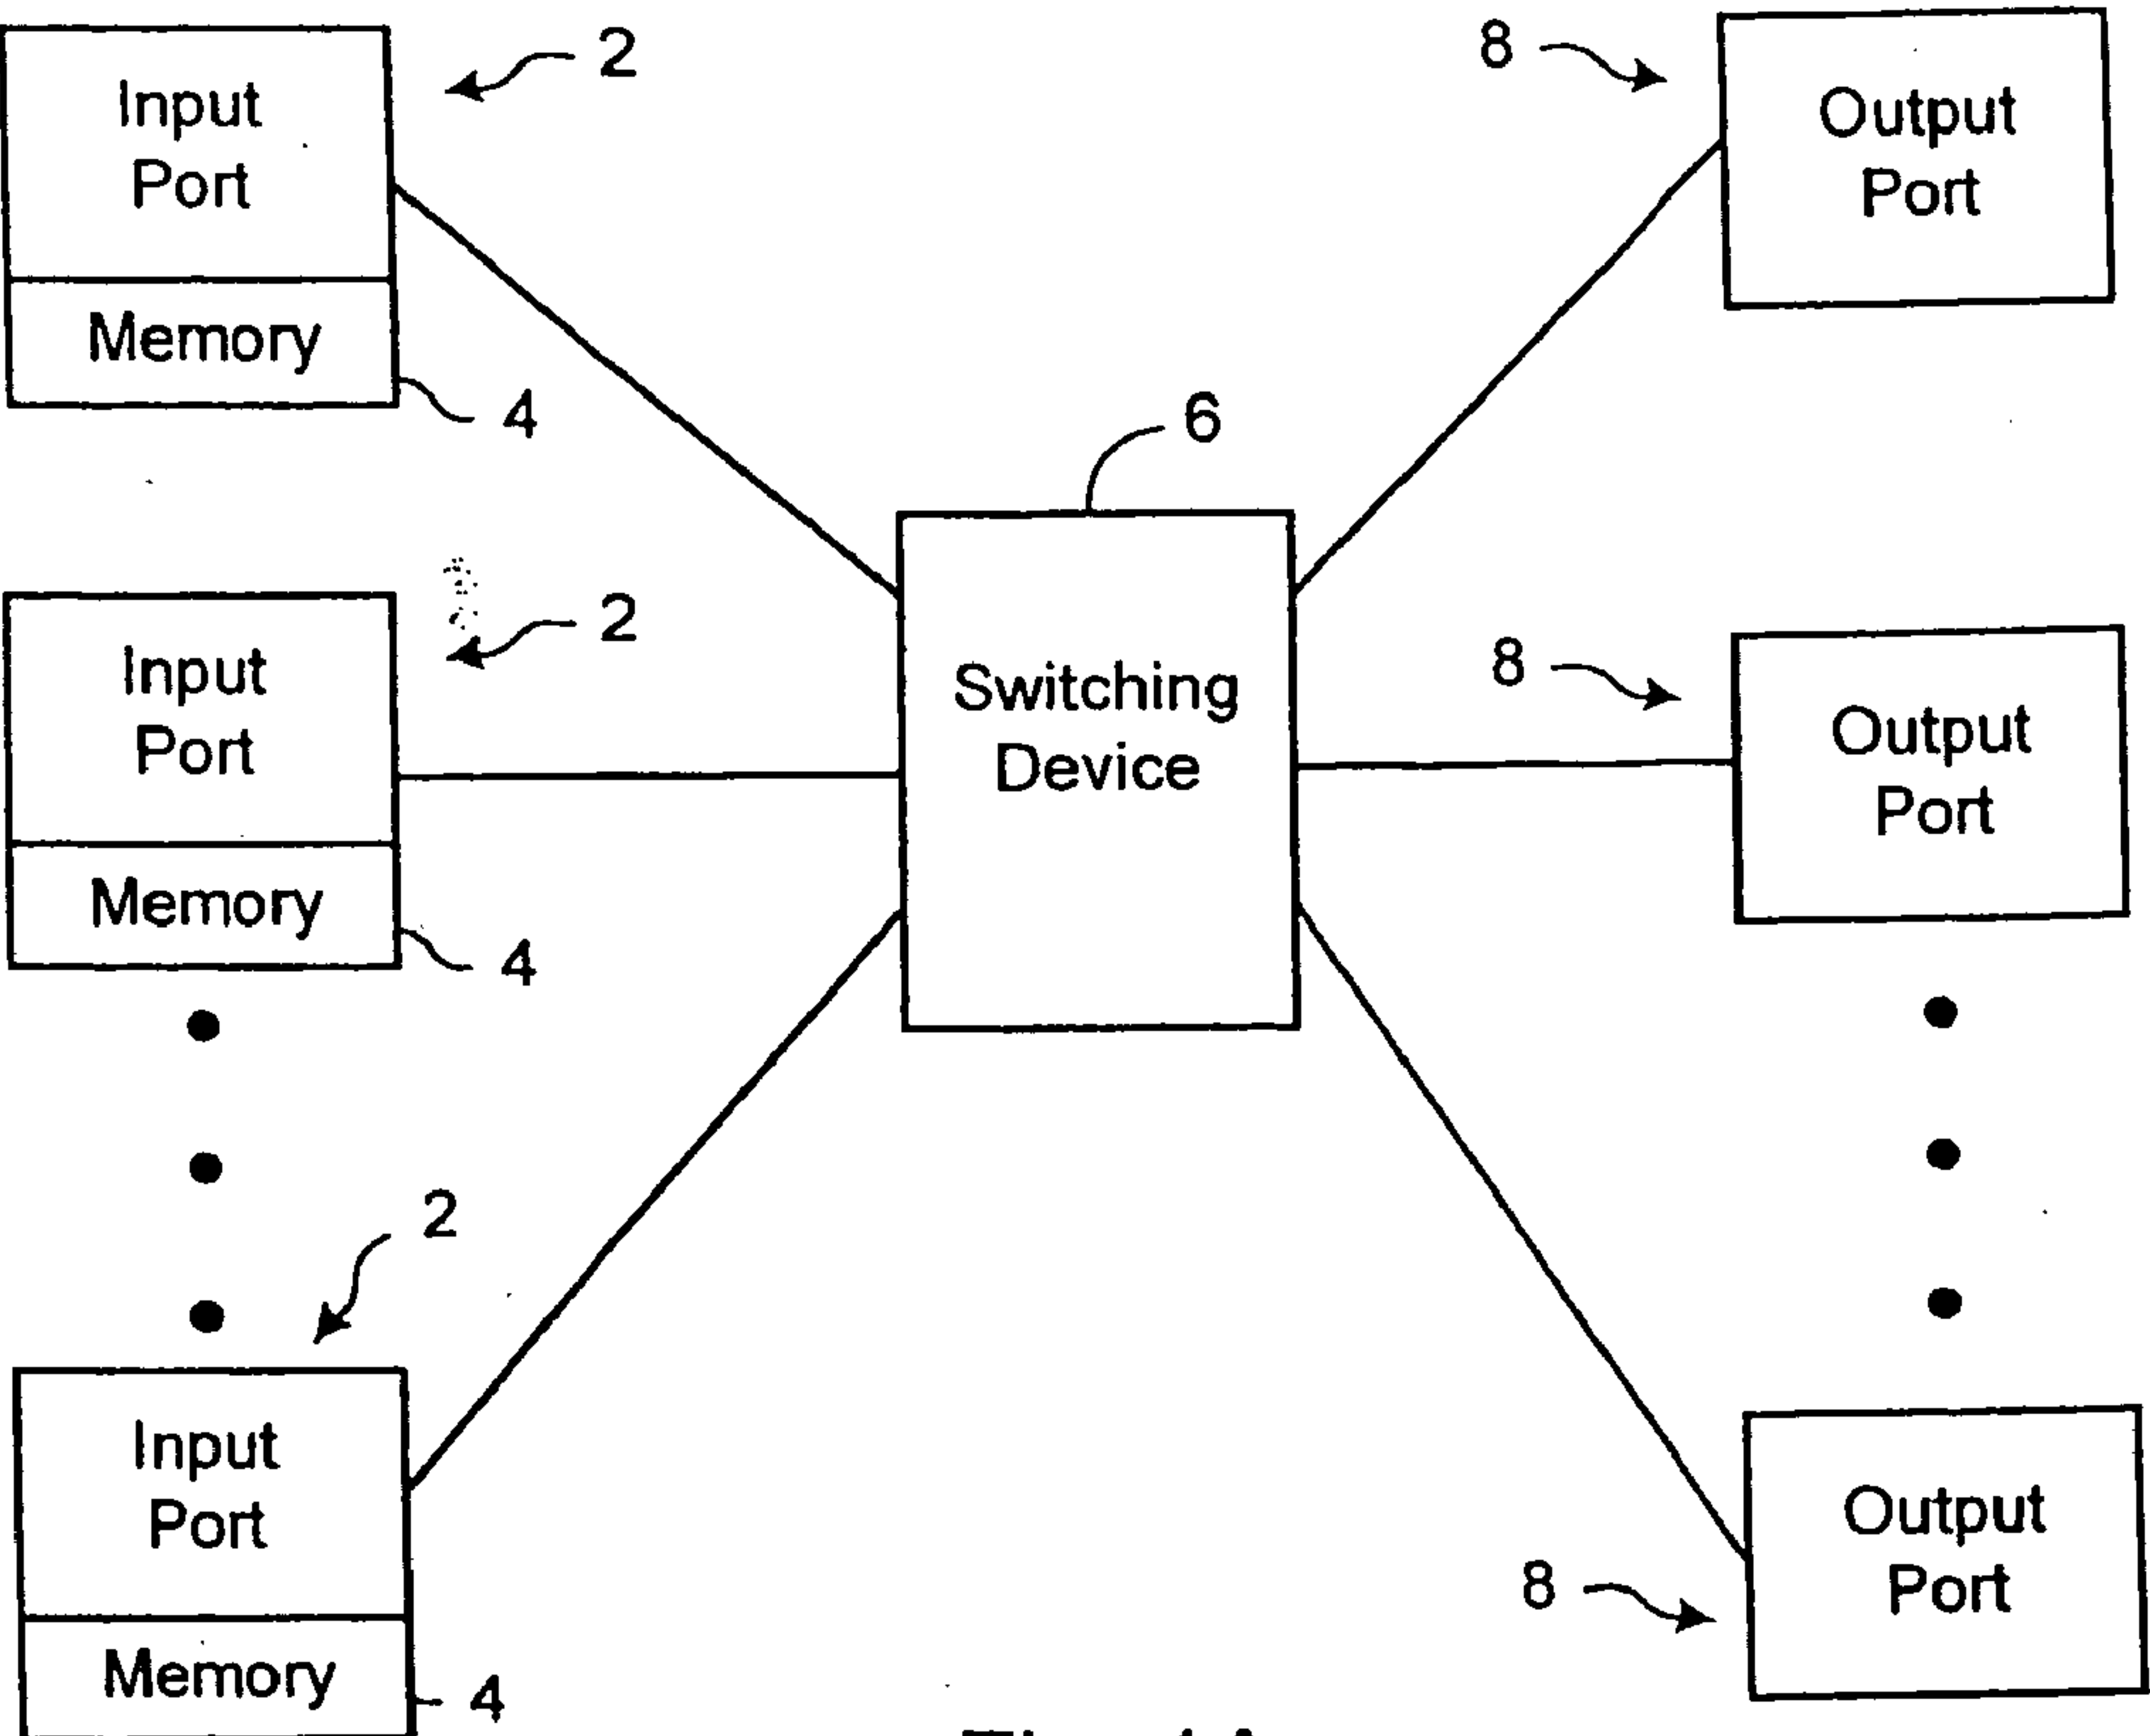 Input
Port
2
Memory
4
Input
Port
2
Memory
4
2
Input
Port
Memory
4
6
Switching
Device
8
Output
Port
8
Output
Port
8
Output
Port